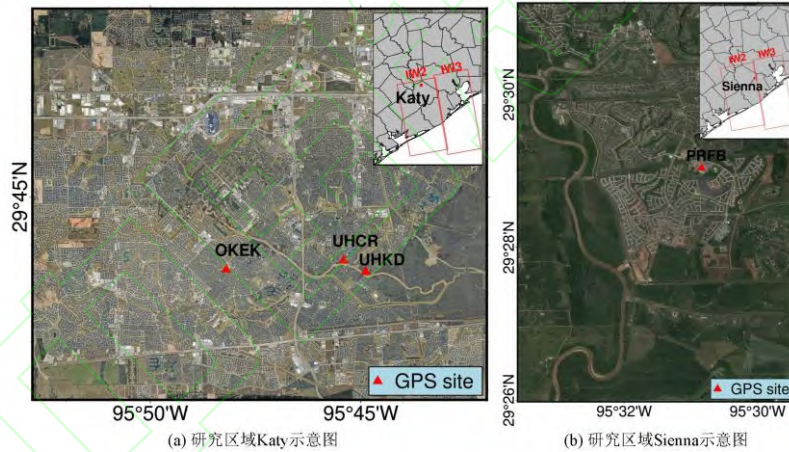 IW2
IW3
Katy
29°45'N
OKEK
UHCR
UHKD
GPS site
95°50'W
95°45'W
(a) 研究区域Katy示意图
IW2
IW3
Sienna
29°30'N
PRFB
29°28'N
29°26'N
GPS site
95°32'W
95°30'W
(b) 研究区域Sienna示意图